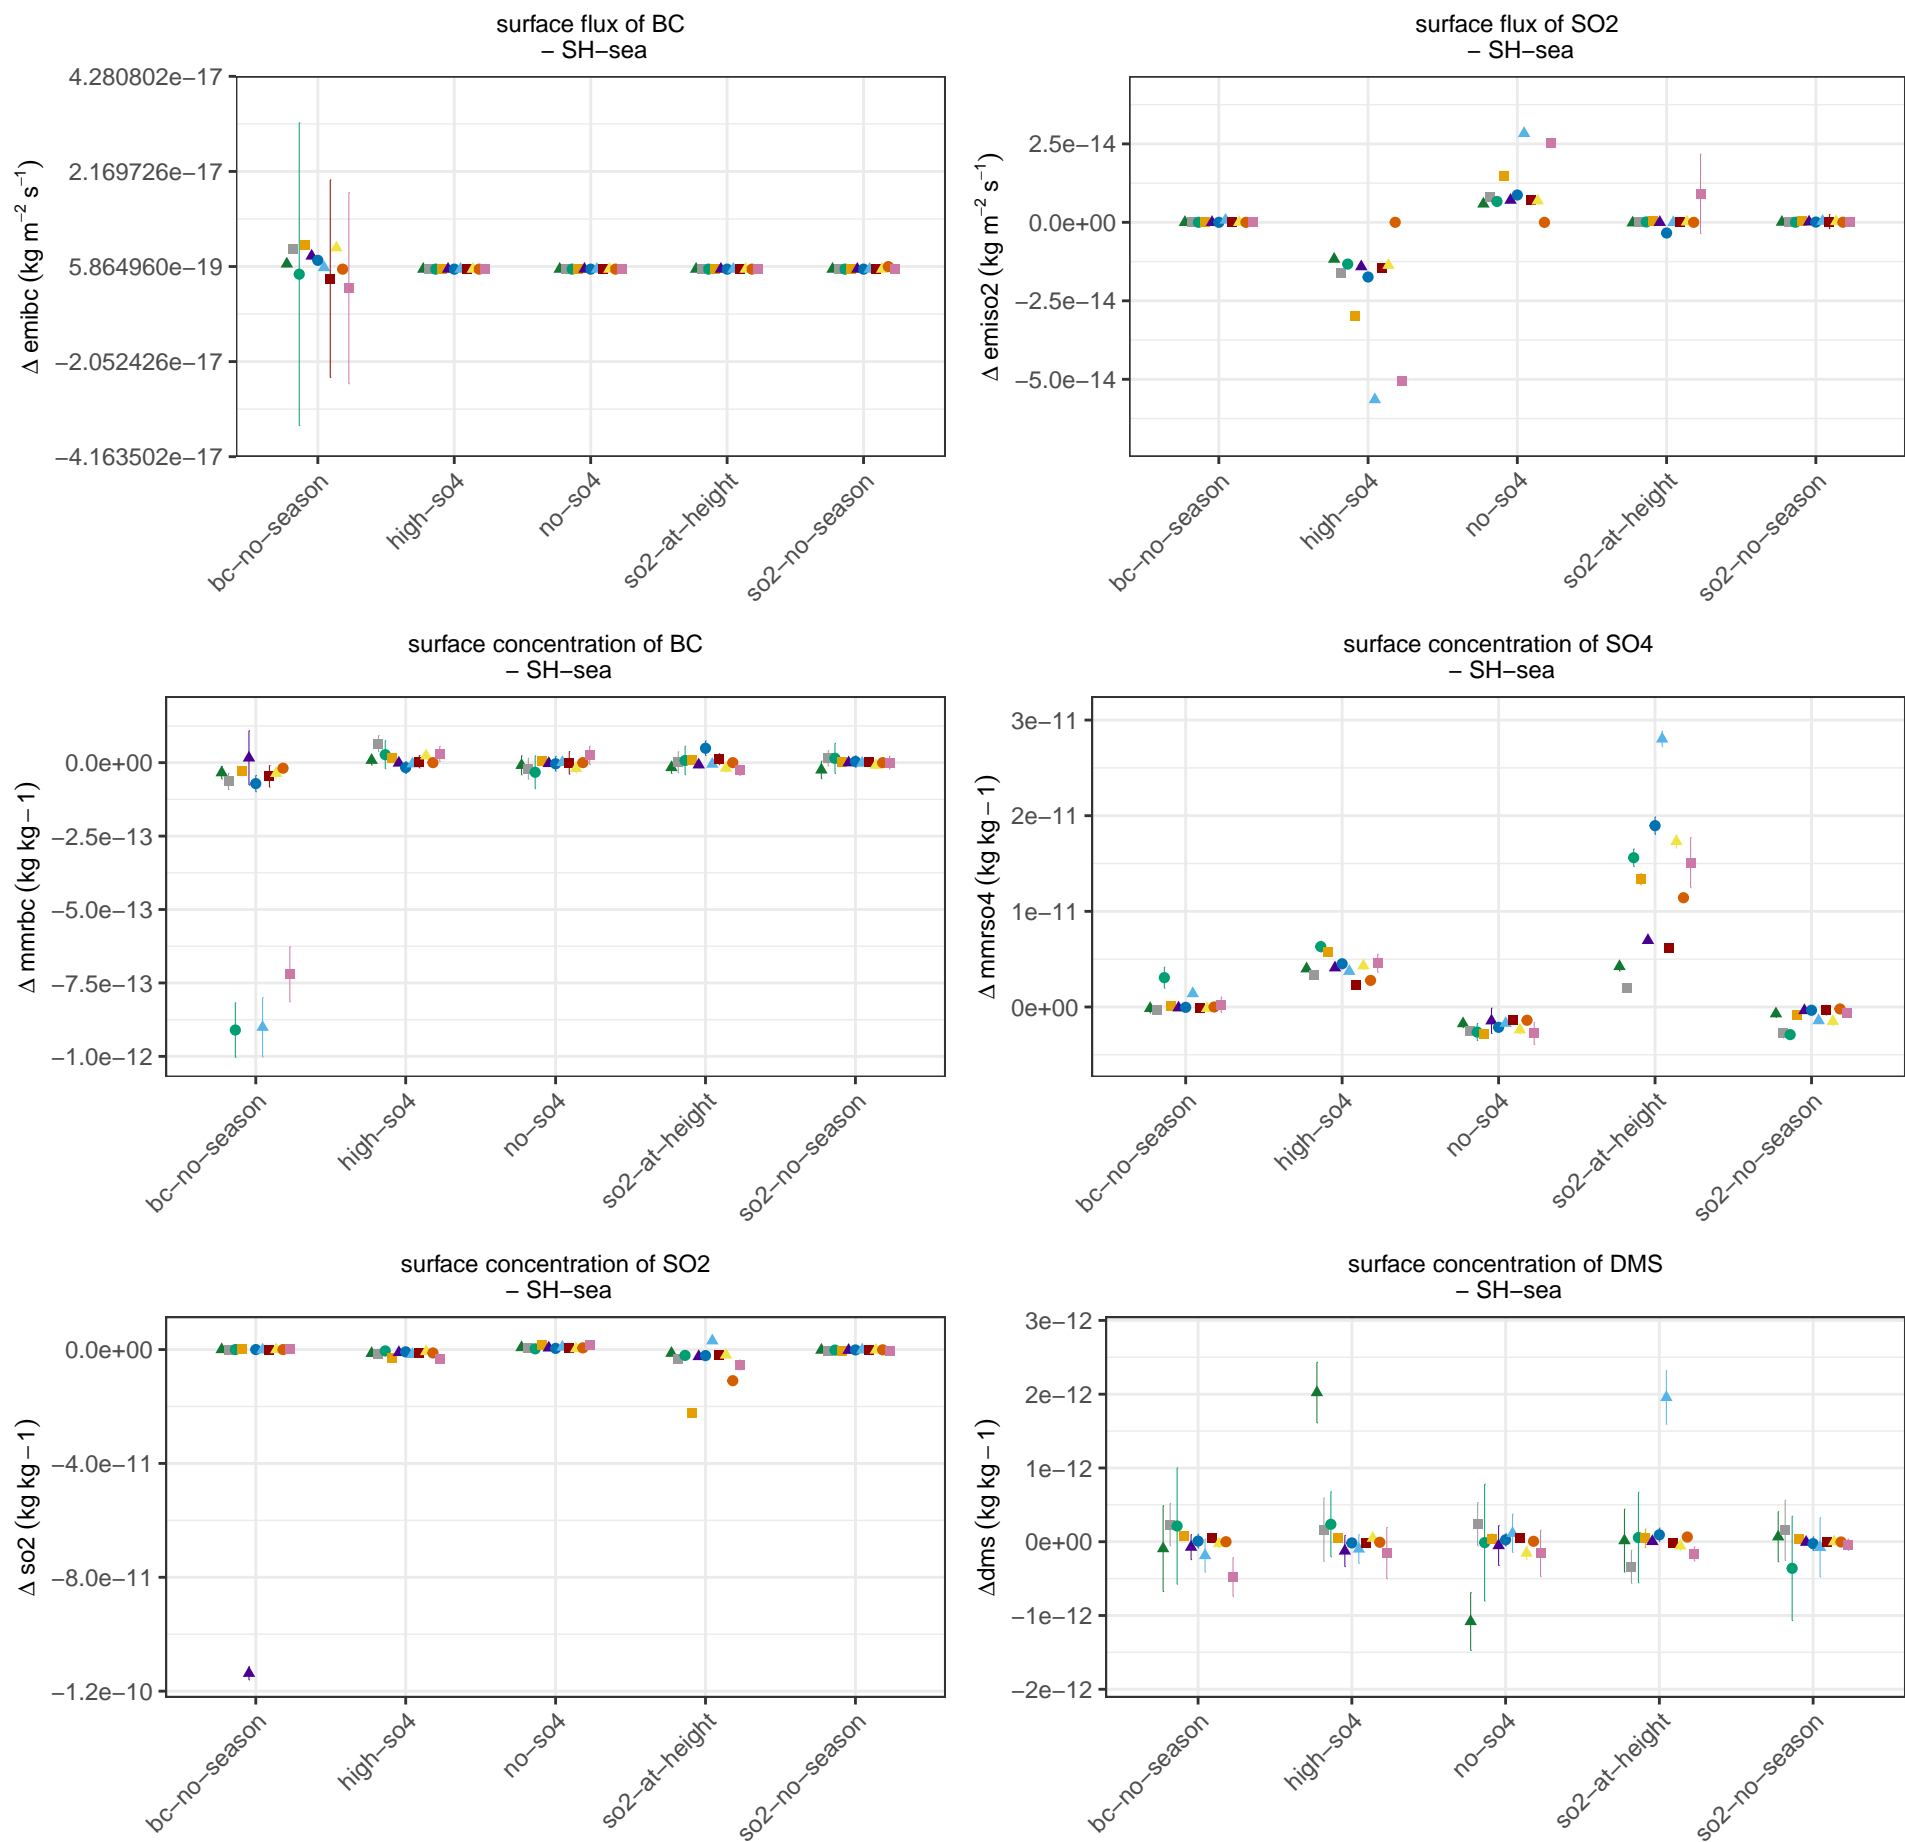 surface flux of BC
− SH−sea
4.280802e−17
2.169726e−17
5.864960e−19
−2.052426e−17
−4.163502e−17
Δ emibc (kg m−2 s−1)
bc−no−season
high−so4
no−so4
so2−at−height
so2−no−season
surface flux of SO2
− SH−sea
2.5e−14
0.0e+00
−2.5e−14
−5.0e−14
Δ emiso2 (kg m−2 s−1)
bc−no−season
high−so4
no−so4
so2−at−height
so2−no−season
surface concentration of BC
− SH−sea
0.0e+00
−2.5e−13
−5.0e−13
−7.5e−13
−1.0e−12
Δ mmrbc (kg kg−1)
bc−no−season
high−so4
no−so4
so2−at−height
so2−no−season
surface concentration of SO4
− SH−sea
3e−11
2e−11
1e−11
0e+00
Δ mmrso4 (kg kg−1)
bc−no−season
high−so4
no−so4
so2−at−height
so2−no−season
surface concentration of SO2
− SH−sea
0.0e+00
−4.0e−11
−8.0e−11
−1.2e−10
Δ so2 (kg kg−1)
bc−no−season
high−so4
no−so4
so2−at−height
so2−no−season
surface concentration of DMS
− SH−sea
3e−12
2e−12
1e−12
0e+00
−1e−12
−2e−12
Δdms (kg kg−1)
bc−no−season
high−so4
no−so4
so2−at−height
so2−no−season